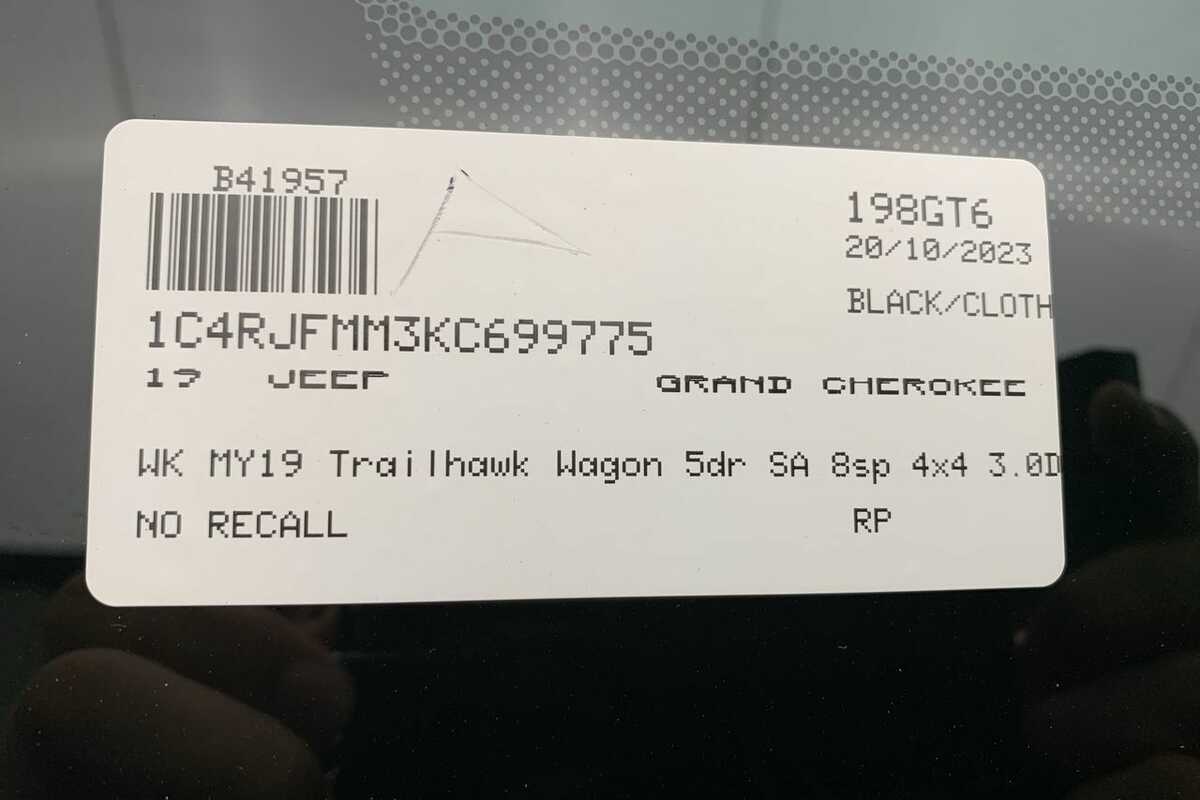 B41957
198GT6
20/10/2023
BLACK/CLOTH
1C4RJFMM3KC699775
19 JEEP GRAND CHEROKEE
WK MY19 Trailhawk Wagon 5dr SA 8sp 4x4 3.0D
NO RECALL RP